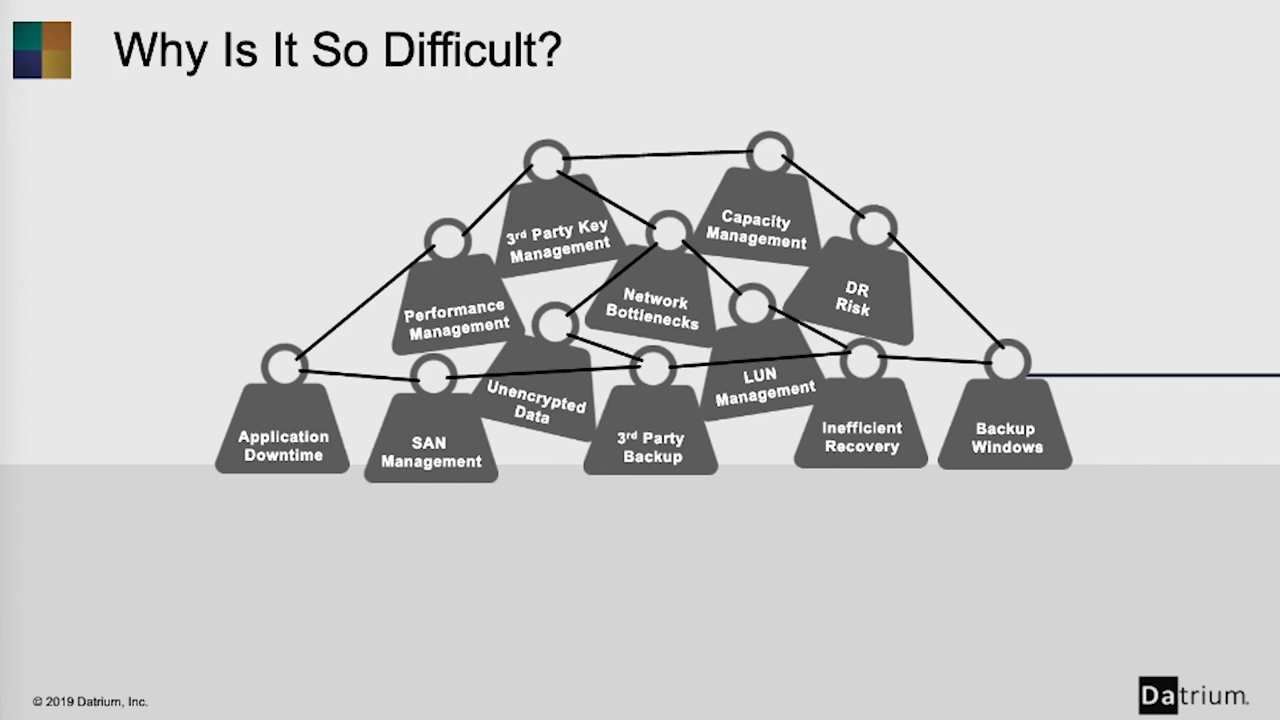 Why Is It So Difficult?
3rd Party Key
Management
Capacity
Management
Performance
Management
Network
Bottlenecks
DR
Risk
Unencrypted
Data
LUN
Management
Application
Downtime
SAN
Management
3rd Party
Backup
Inefficient
Recovery
Backup
Windows
© 2019 Datrium, Inc.
Datrium.